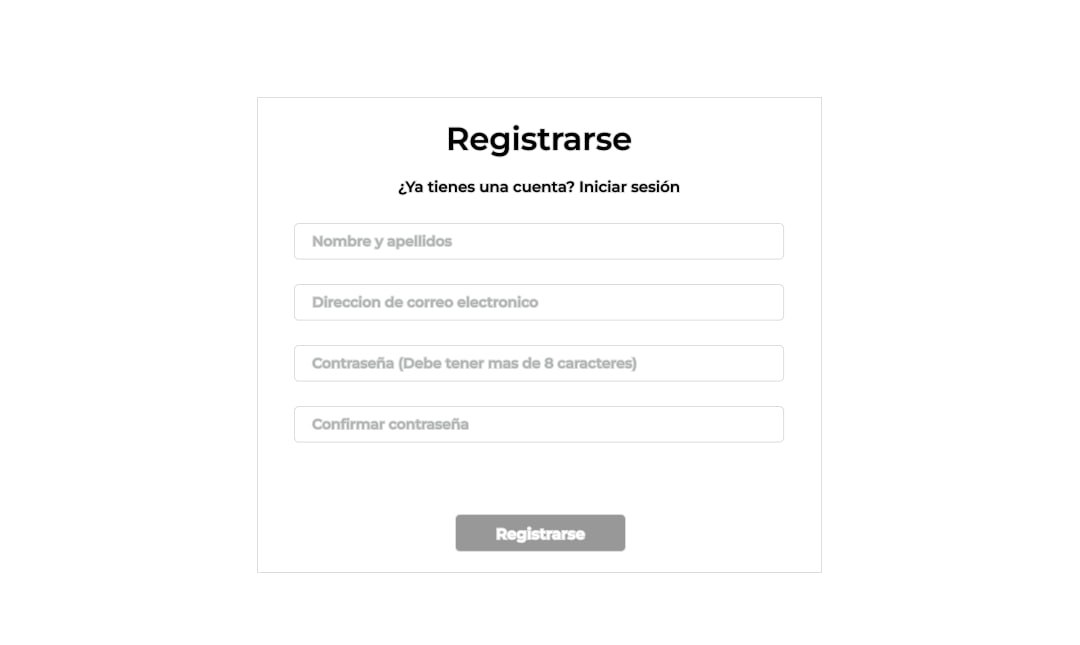 Registrarse
¿Ya tienes una cuenta? Iniciar sesión
Nombre y apellidos
Direccion de correo electronico
Contraseña (Debe tener mas de 8 caracteres)
Confirmar contraseña
Registrarse